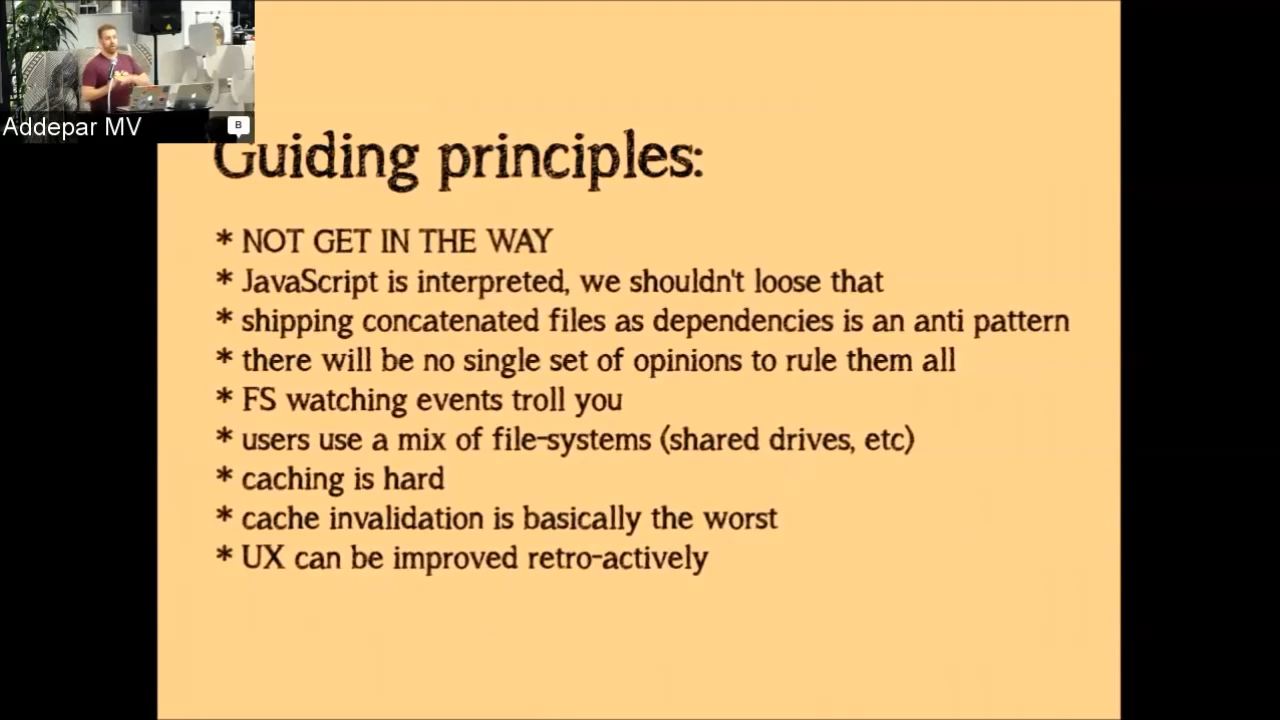 Addepar MV
B
Guiding principles:
* NOT GET IN THE WAY
* JavaScript is interpreted, we shouldn't loose that
* shipping concatenated files as dependencies is an anti pattern
* there will be no single set of opinions to rule them all
* FS watching events troll you
* users use a mix of file-systems (shared drives, etc)
* caching is hard
* cache invalidation is basically the worst
* UX can be improved retro-actively